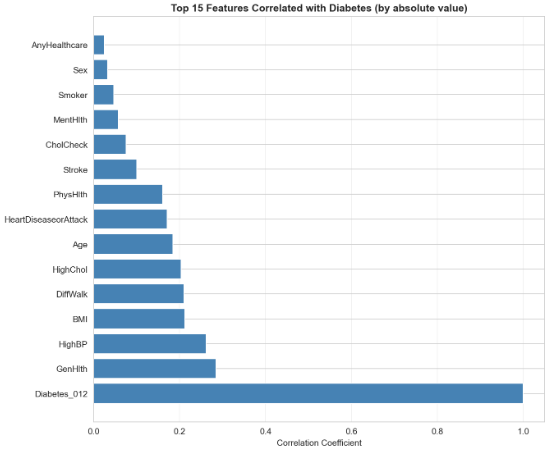 Top 15 Features Correlated with Diabetes (by absolute value)
AnyHealthcare
Sex
Smoker
MentHlth
CholCheck
Stroke
PhysHlth
HeartDiseaseorAttack
Age
HighChol
DiffWalk
BMI
HighBP
GenHlth
Diabetes_012
0.0 0.2 0.4 0.6 0.8 1.0
Correlation Coefficient